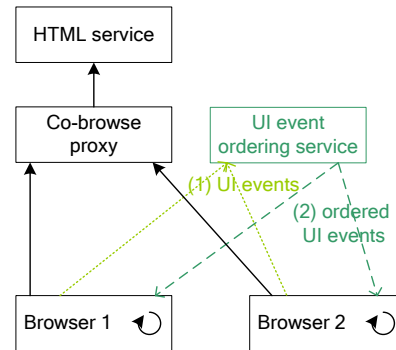 HTML service
Co-browse
proxy
UI event
ordering service
(1) UI events
(2) ordered
UI events
Browser 1
Browser 2